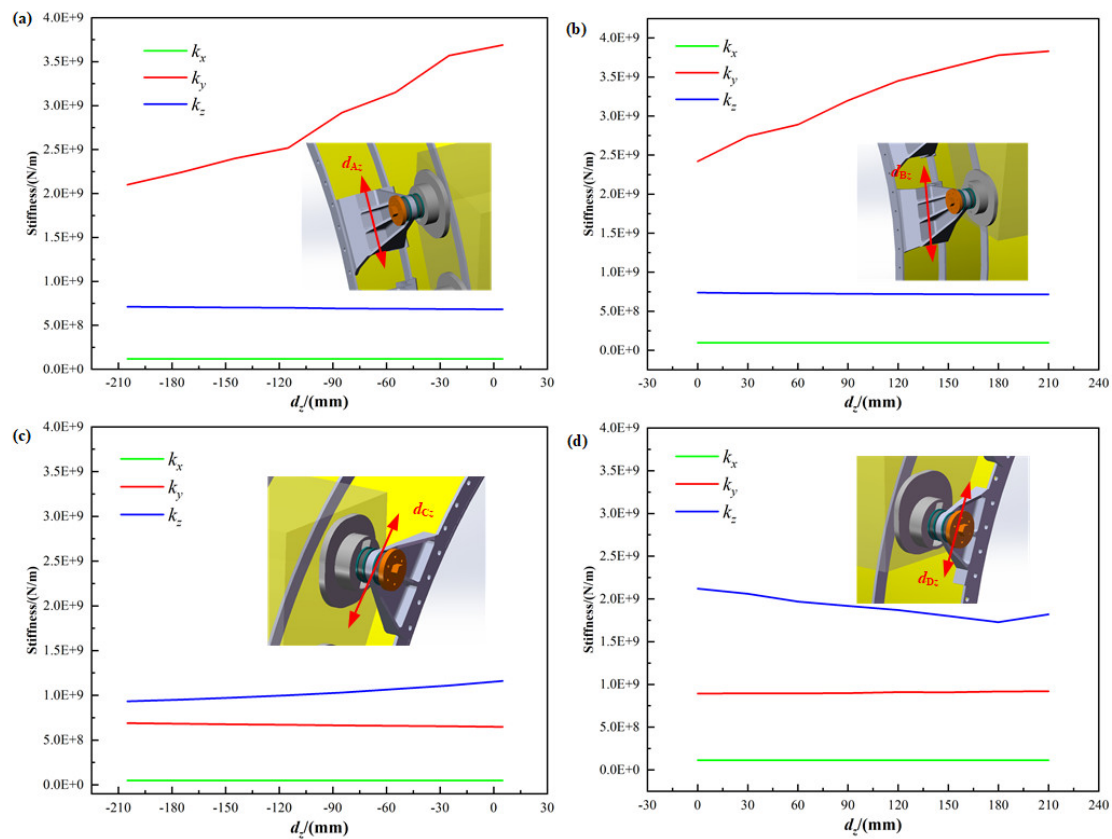 (a)
4.0E+9
3.5E+9
3.0E+9
2.5E+9
2.0E+9
1.5E+9
1.0E+9
5.0E+8
0.0E+0
Stiffness/(N/m)
kx
ky
kz
dAz
-210 -180 -150 -120 -90 -60 -30 0 30
dz/(mm)
(b)
4.0E+9
3.5E+9
3.0E+9
2.5E+9
2.0E+9
1.5E+9
1.0E+9
5.0E+8
0.0E+0
Stiffness/(N/m)
kx
ky
kz
dBz
-30 0 30 60 90 120 150 180 210 240
dz/(mm)
(c)
4.0E+9
3.5E+9
3.0E+9
2.5E+9
2.0E+9
1.5E+9
1.0E+9
5.0E+8
0.0E+0
Stiffness/(N/m)
kx
ky
kz
dCz
-210 -180 -150 -120 -90 -60 -30 0 30
dz/(mm)
(d)
4.0E+9
3.5E+9
3.0E+9
2.5E+9
2.0E+9
1.5E+9
1.0E+9
5.0E+8
0.0E+0
Stiffness/(N/m)
kx
ky
kz
dDz
-30 0 30 60 90 120 150 180 210 240
dz/(mm)